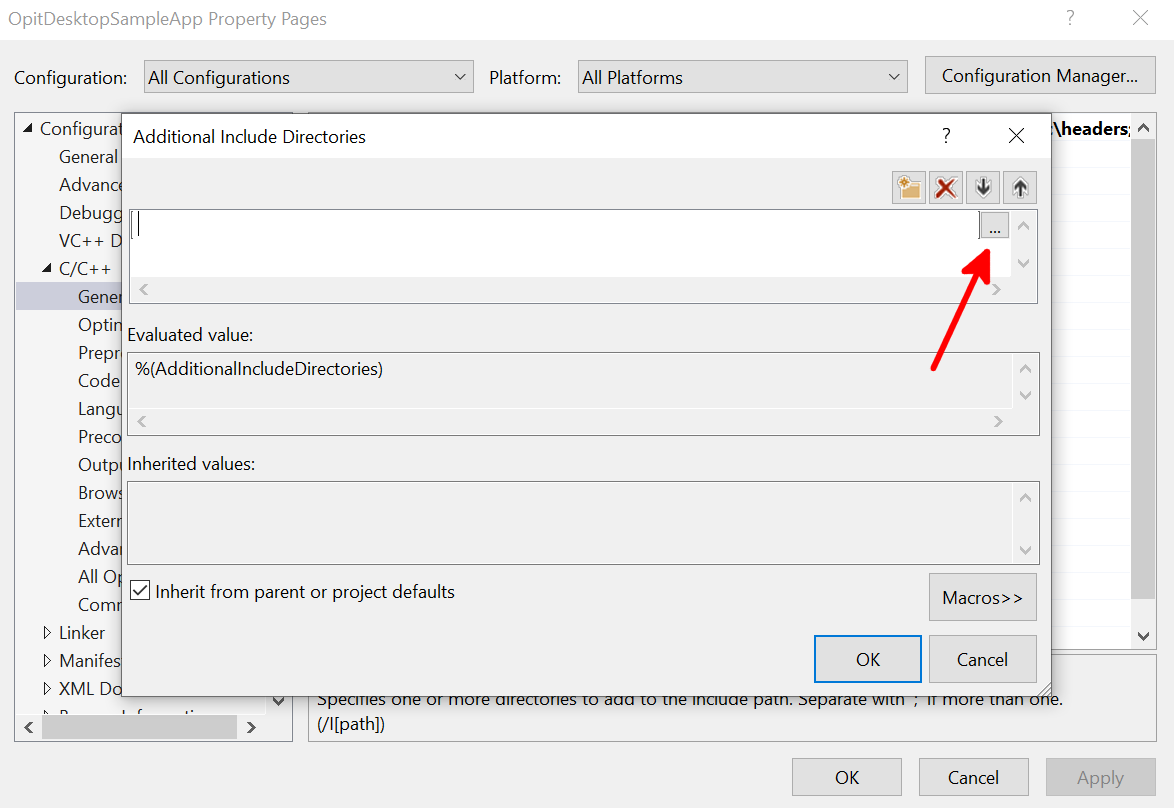 OpitDesktopSampleApp Property Pages
?
Configuration:
All Configurations
Platform:
All Platforms
Configuration Manager...
Configurat
General
Advance
Debugg
VC++ D
C/C++
Gener
Optin
Prepr
Code
Langu
Preco
Outpu
Brows
Extern
Advar
All Op
Comm
Linker
Manifes
XML Do
\headers;
Additional Include Directories
?
...
Evaluated value:
%(AdditionalIncludeDirectories)
Inherited values:
Inherit from parent or project defaults
Macros>>
OK
Cancel
Specifies one or more directories to add to the include path. Separate with ';' if more than one.
(/I[path])
OK
Cancel
Apply